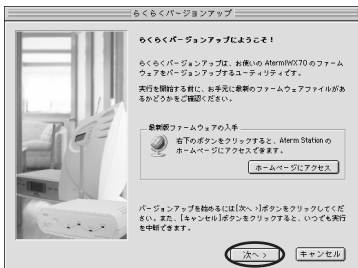 らくらくバージョンアップ
らくらくバージョンアップにようこそ！
らくらくバージョンアップは、お使いの AtermIWX70 のファーム
ウェアをバージョンアップするユーティリティです。
実行を開始する前に、お手元に最新のファームウェアファイルがあ
るかどうかをご確認ください。
最新版ファームウェアの入手
右下のボタンをクリックすると、Aterm Station の
ホームページにアクセスできます。
ホームページにアクセス
バージョンアップを始めるには[次へ >]ボタンをクリックしてくだ
さい。また、[キャンセル]ボタンをクリックすると、いつでも実行
を中断できます。
次へ >
キャンセル